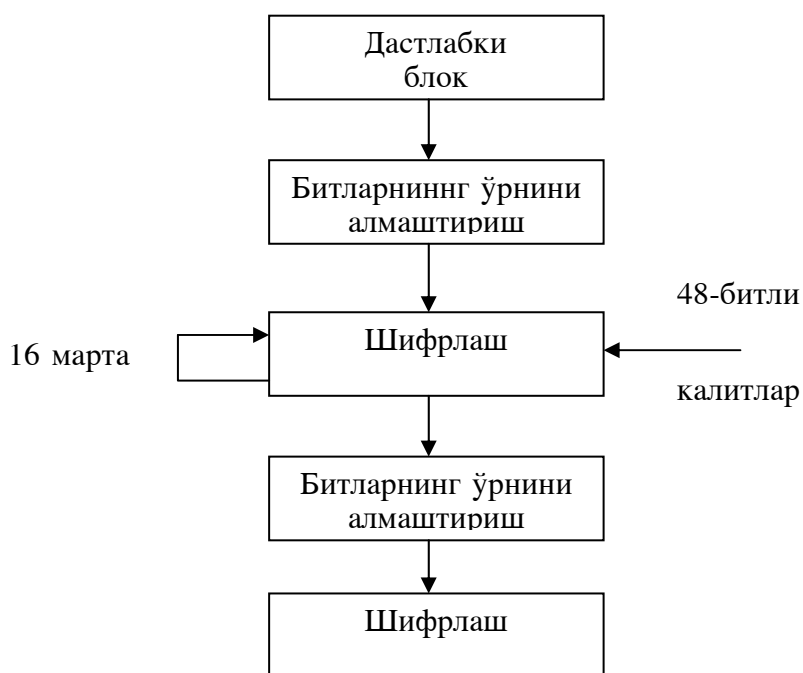 Дастлабки
блок
Битларниннг ўрнини
алмаштириш
48-битли
16 марта
Шифрлаш
калитлар
Битларнинг ўрнини
алмаштириш
Шифрлаш